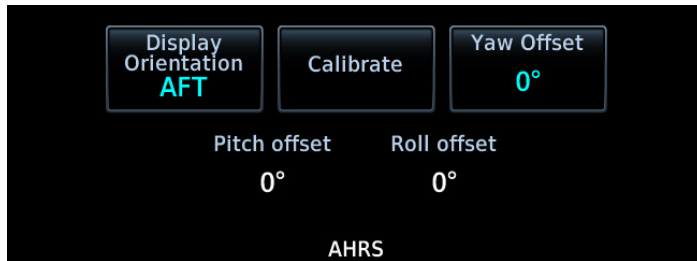 Display
Orientation
AFT
Calibrate
Yaw Offset
0°
Pitch offset
Roll offset
0°
0°
AHRS